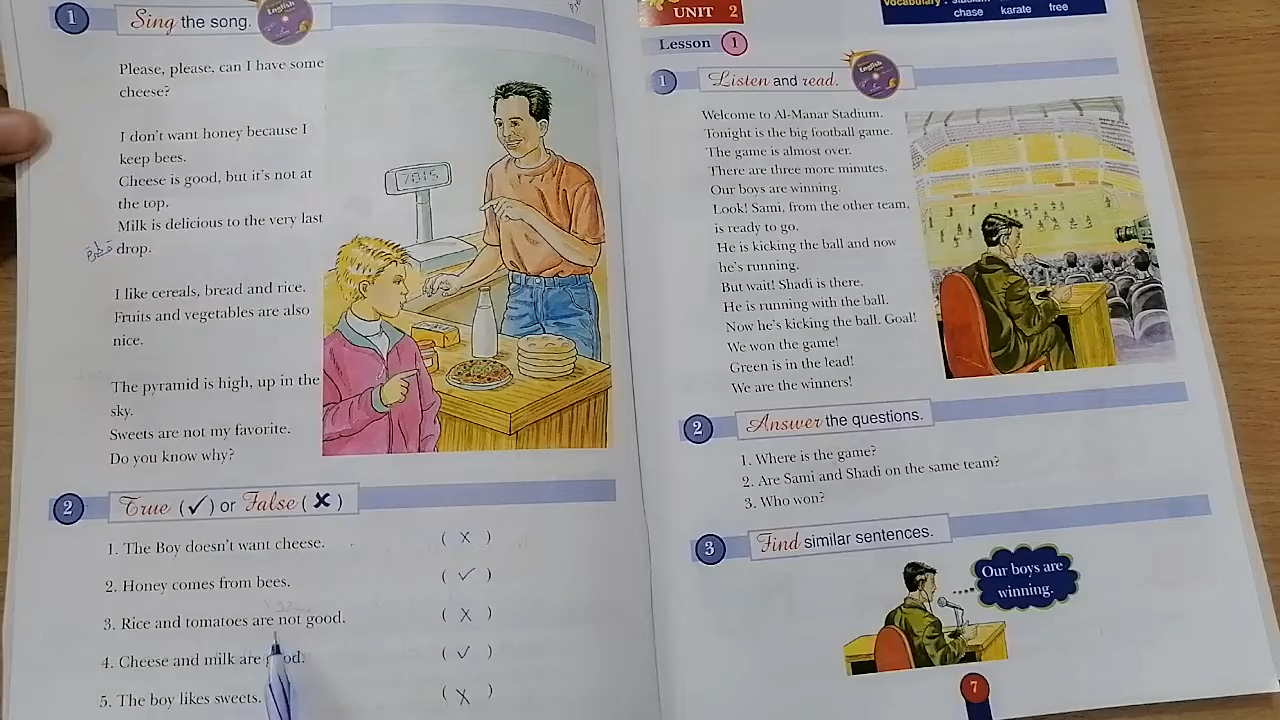 1 Sing the song.
English
Please, please, can I have some
cheese?
I don't want honey because I
keep bees.
Cheese is good, but it's not at
the top.
Milk is delicious to the very last
drop.
قطرة
I like cereals, bread and rice.
Fruits and vegetables are also
nice.
The pyramid is high, up in the
sky.
Sweets are not my favorite.
Do you know why?
7815
2 True (✓) or False (✗)
1. The Boy doesn't want cheese. ( X )
2. Honey comes from bees. ( ✓ )
3. Rice and tomatoes are not good. ( X )
4. Cheese and milk are good. ( ✓ )
5. The boy likes sweets. ( X )
UNIT 2
Vocabulary :
chase karate free
Lesson 1
1 Listen and read.
English
Welcome to Al-Manar Stadium.
Tonight is the big football game.
The game is almost over.
There are three more minutes.
Our boys are winning.
Look! Sami, from the other team,
is ready to go.
He is kicking the ball and now
he's running.
But wait! Shadi is there.
He is running with the ball.
Now he's kicking the ball. Goal!
We won the game!
Green is in the lead!
We are the winners!
2 Answer the questions.
1. Where is the game?
2. Are Sami and Shadi on the same team?
3. Who won?
3 Find similar sentences.
Our boys are
winning.
7